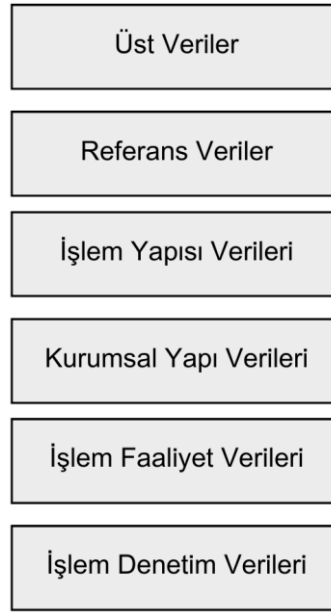 Üst Veriler
Referans Veriler
İşlem Yapısı Verileri
Kurumsal Yapı Verileri
İşlem Faaliyet Verileri
İşlem Denetim Verileri